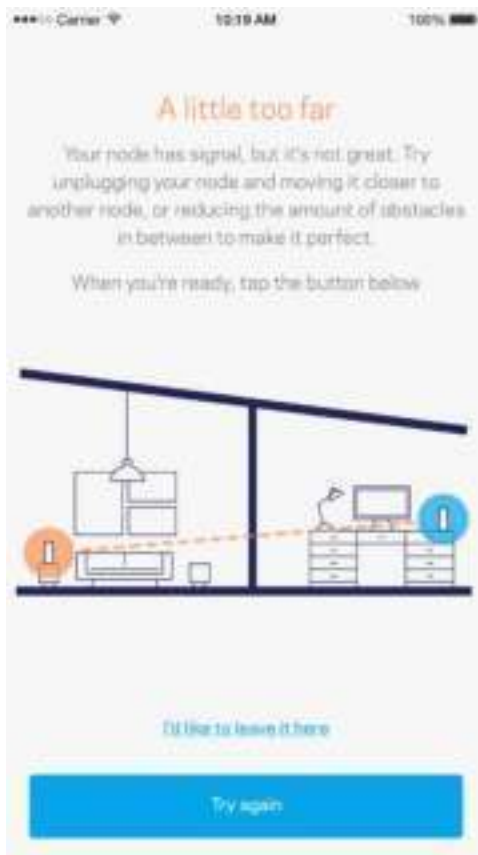 Carrier 10:19 AM 100%
A little too far
Your node has signal, but it's not great. Try
unplugging your node and moving it closer to
another node, or reducing the amount of obstacles
in between to make it perfect.
When you're ready, tap the button below
I'd like to leave it here
Try again